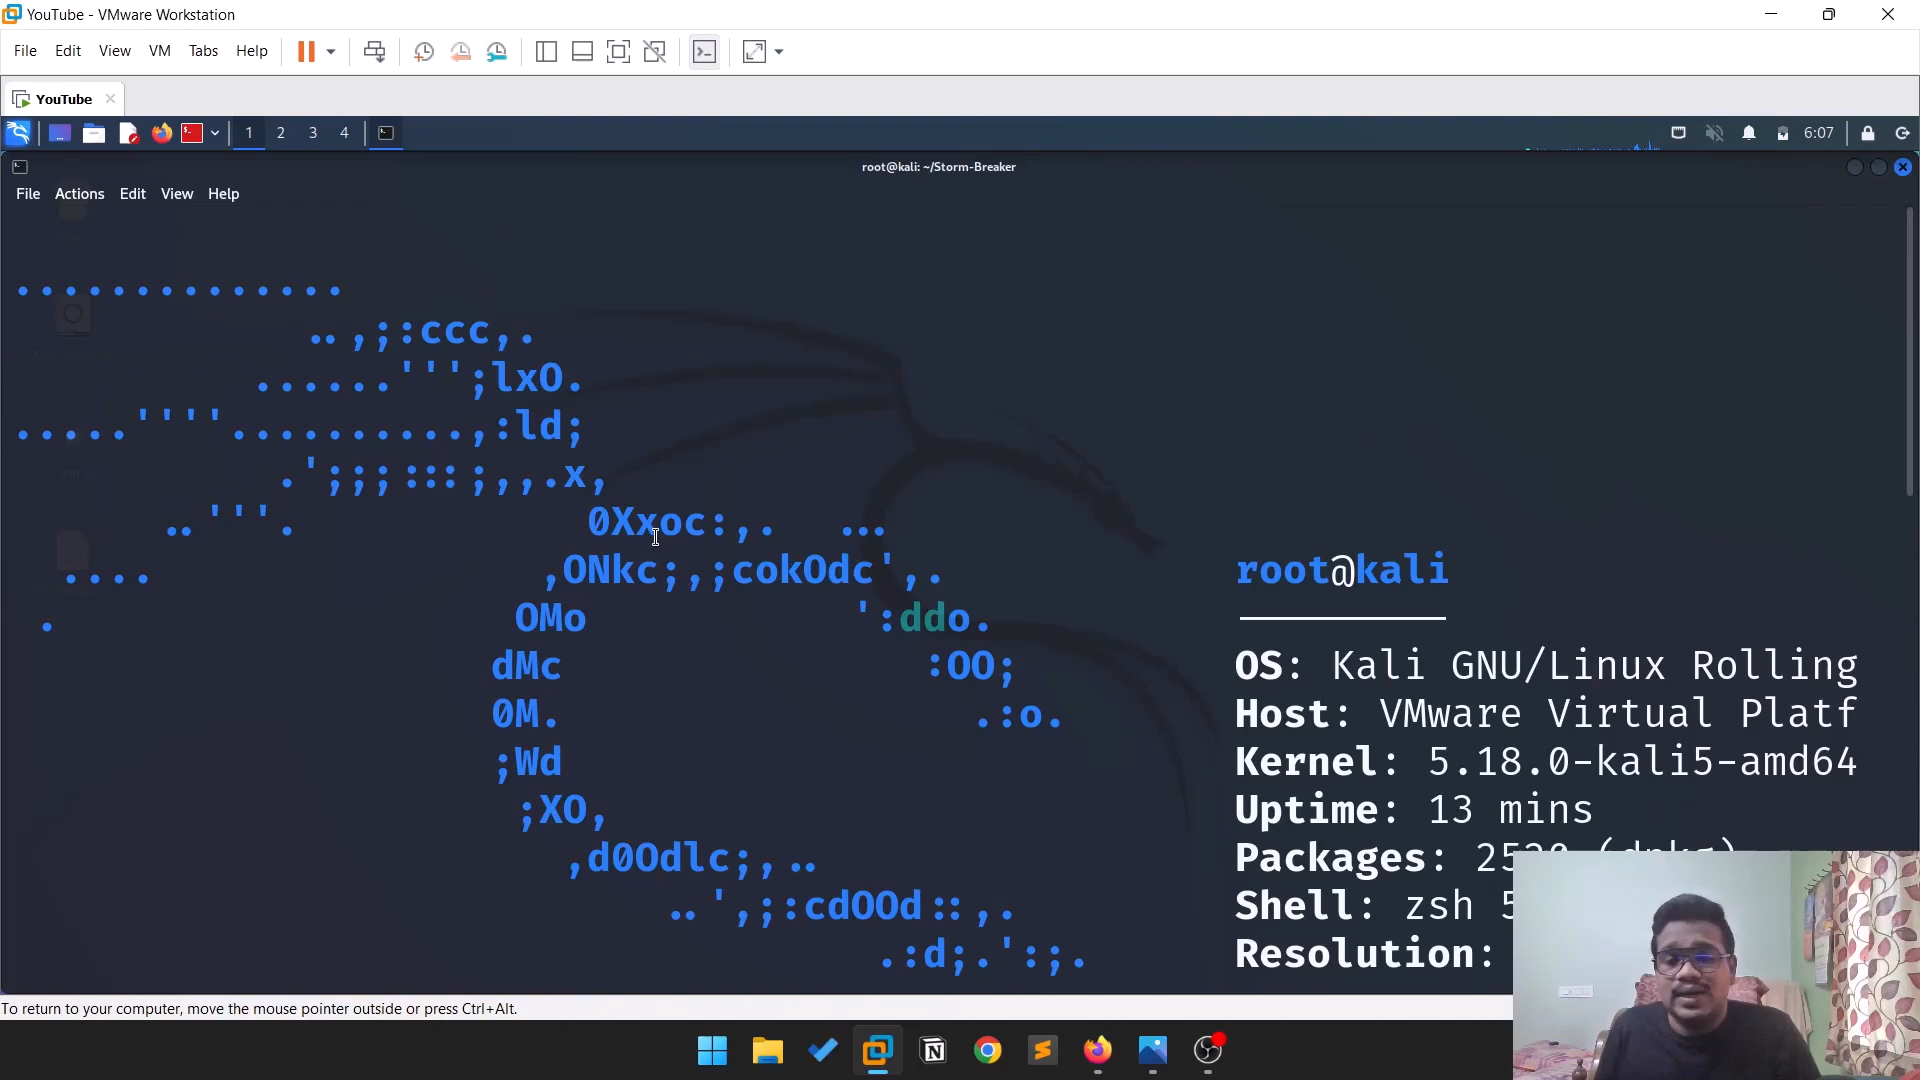 YouTube - VMware Workstation
File Edit View VM Tabs Help
YouTube
1 2 3 4 6:07
root@kali: ~/Storm-Breaker
File Actions Edit View Help
..............
..,;:ccc,.
......''';lxO.
.....''''..........,:ld;
.';;;:::;,,.x,
..'''. 0Xxoc:,. ...
.... ,ONkc;,;cokOdc',.
. OMo ':ddo.
dMc :OO;
0M. .:o.
;Wd
;XO,
,d0Odlc;,..
..',;:cdOOd::,.
.:d;.':;.
root@kali
OS: Kali GNU/Linux Rolling
Host: VMware Virtual Platf
Kernel: 5.18.0-kali5-amd64
Uptime: 13 mins
Packages:
Shell: zsh 5
Resolution:
To return to your computer, move the mouse pointer outside or press Ctrl+Alt.